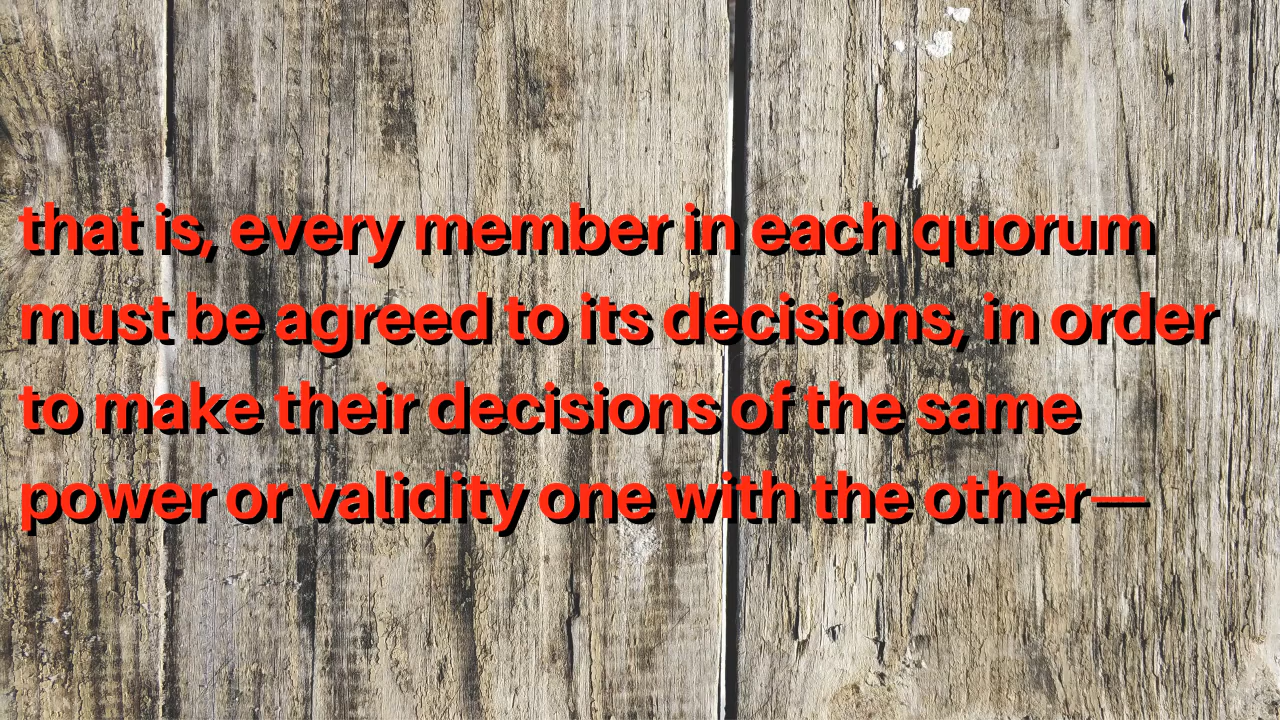 that is, every member in each quorum
must be agreed to its decisions, in order
to make their decisions of the same
power or validity one with the other—